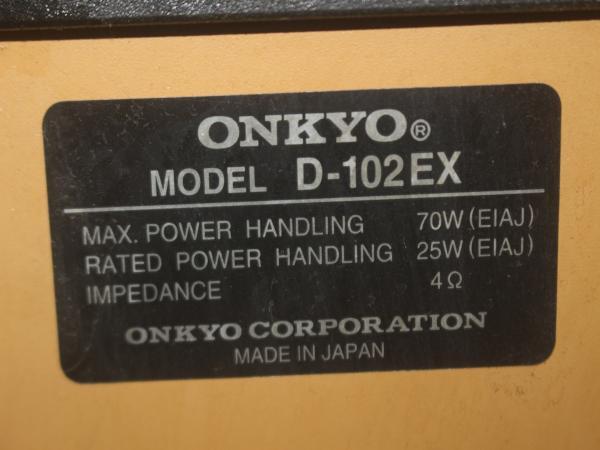 ONKYO®
MODEL D-102EX
MAX. POWER HANDLING 70W (EIAJ)
RATED POWER HANDLING 25W (EIAJ)
IMPEDANCE 4Ω
ONKYO CORPORATION
MADE IN JAPAN